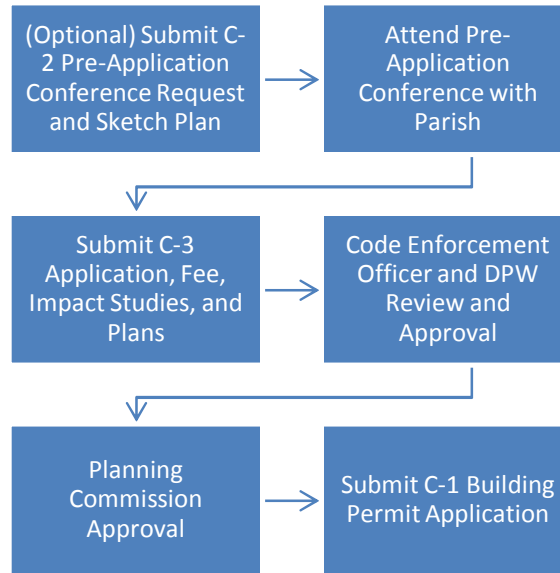 (Optional) Submit C-
2 Pre-Application
Conference Request
and Sketch Plan
Attend Pre-
Application
Conference with
Parish
Submit C-3
Application, Fee,
Impact Studies, and
Plans
Code Enforcement
Officer and DPW
Review and
Approval
Planning
Commission
Approval
Submit C-1 Building
Permit Application